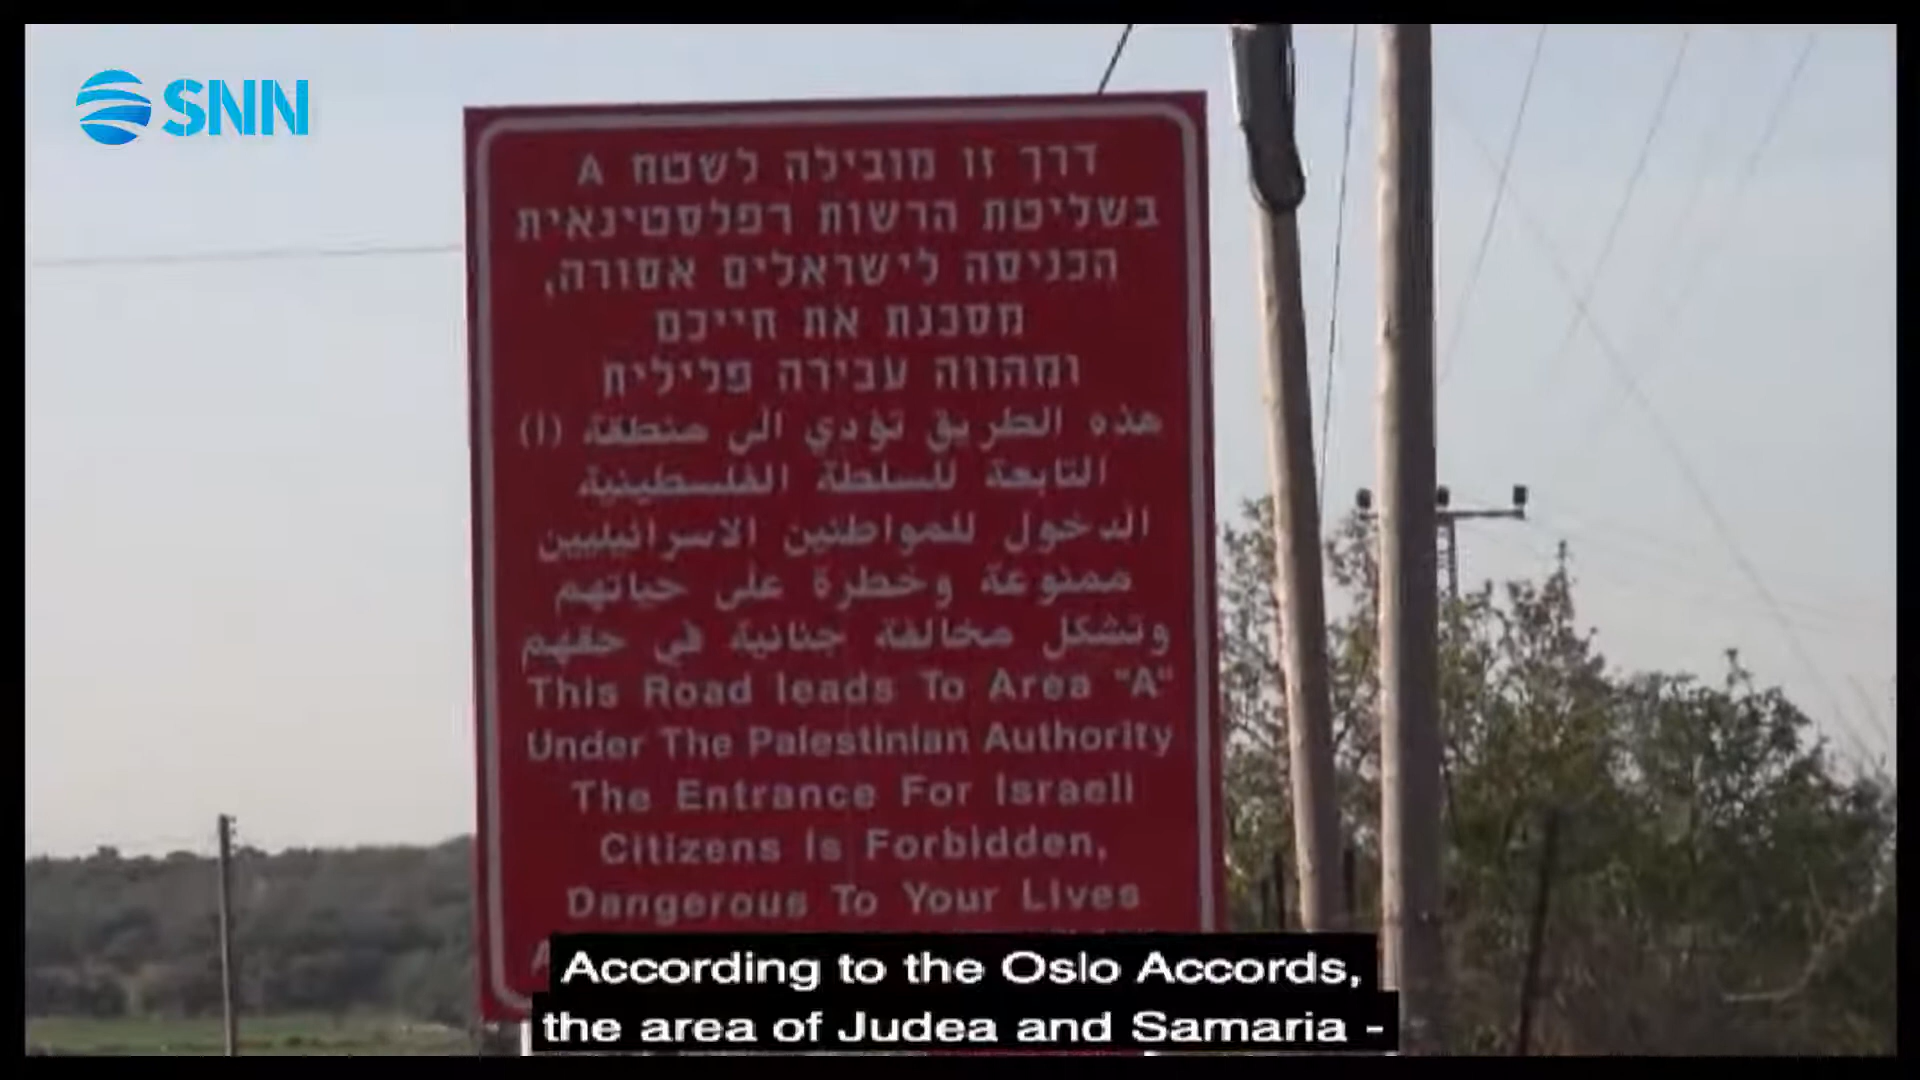 SNN
דרך זו מובילה לשטח A
בשליטת הרשות הפלסטינאית
הכניסה לישראלים אסורה,
מסכנת את חייכם
ומהווה עבירה פלילית
هذه الطريق تؤدي الى منطقة (ا)
التابعة للسلطة الفلسطينية
الدخول للمواطنين الاسرائيليين
ممنوعة وخطرة على حياتهم
وتشكل مخالفة جنائية في حقهم
This Road leads To Area "A"
Under The Palestinian Authority
The Entrance For Israeli
Citizens Is Forbidden,
Dangerous To Your Lives
According to the Oslo Accords,
the area of Judea and Samaria -